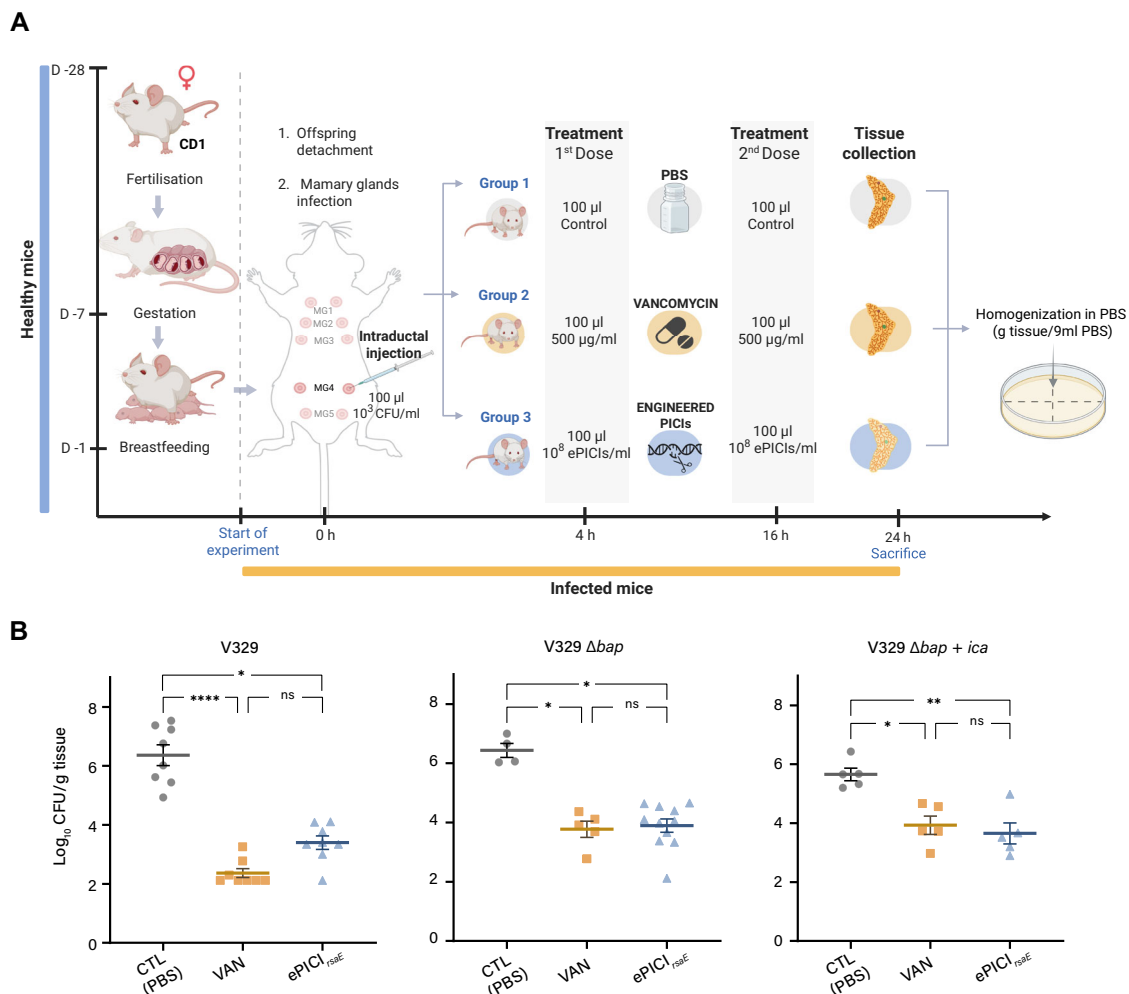 A
Healthy mice
D -28
D -7
D -1
♀
CD1
Fertilisation
Gestation
Breastfeeding
1. Offspring
detachment
2. Mamary glands
infection
MG1
MG2
MG3
MG4
MG5
Intraductal
injection
100 µl
10³ CFU/ml
Group 1
Group 2
Group 3
Treatment
1st Dose
100 µl
Control
100 µl
500 µg/ml
100 µl
10⁸ ePICIs/ml
PBS
VANCOMYCIN
ENGINEERED
PICIs
Treatment
2nd Dose
100 µl
Control
100 µl
500 µg/ml
100 µl
10⁸ ePICIs/ml
Tissue
collection
Homogenization in PBS
(g tissue/9ml PBS)
Start of
experiment
0 h
4 h
16 h
24 h
Sacrifice
Infected mice
B
V329
*
**** ns
Log₁₀ CFU/g tissue
8
6
4
2
0
CTL
(PBS)
VAN
ePICI rsaE
V329 Δbap
*
* ns
8
6
4
2
0
CTL
(PBS)
VAN
ePICI rsaE
V329 Δbap + ica
**
* ns
8
6
4
2
0
CTL
(PBS)
VAN
ePICI rsaE